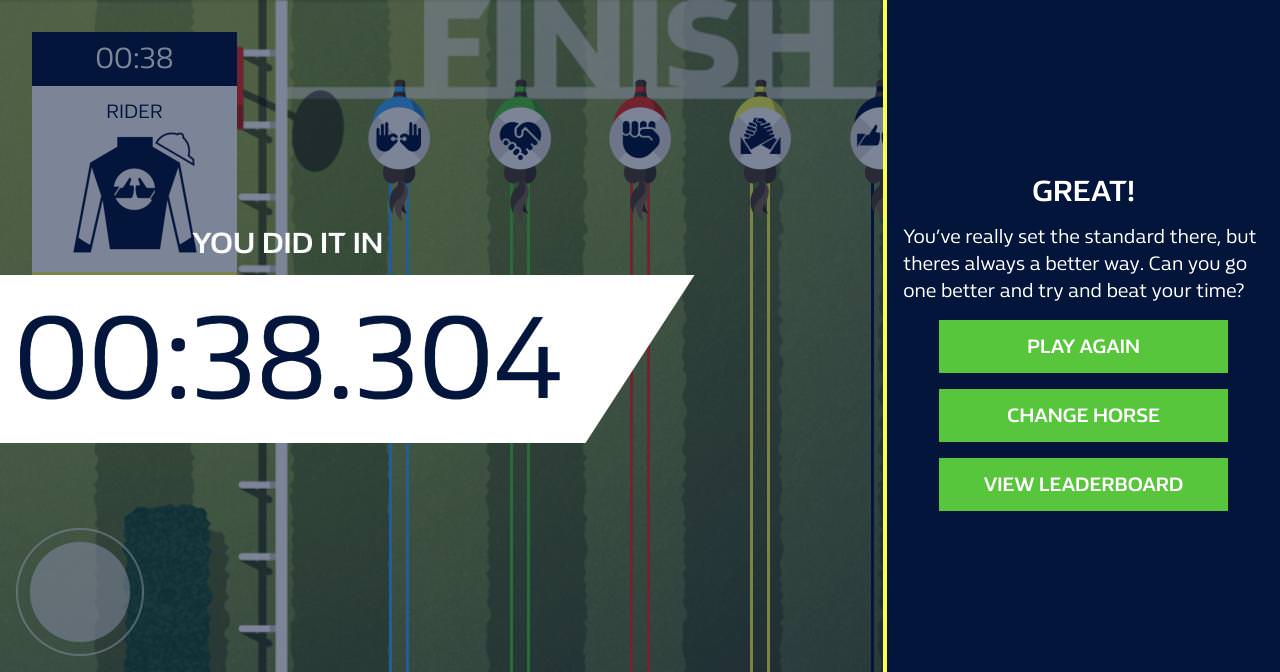 FINISH
00:38
RIDER
YOU DID IT IN
00:38.304
GREAT!
You’ve really set the standard there, but
theres always a better way. Can you go
one better and try and beat your time?
PLAY AGAIN
CHANGE HORSE
VIEW LEADERBOARD